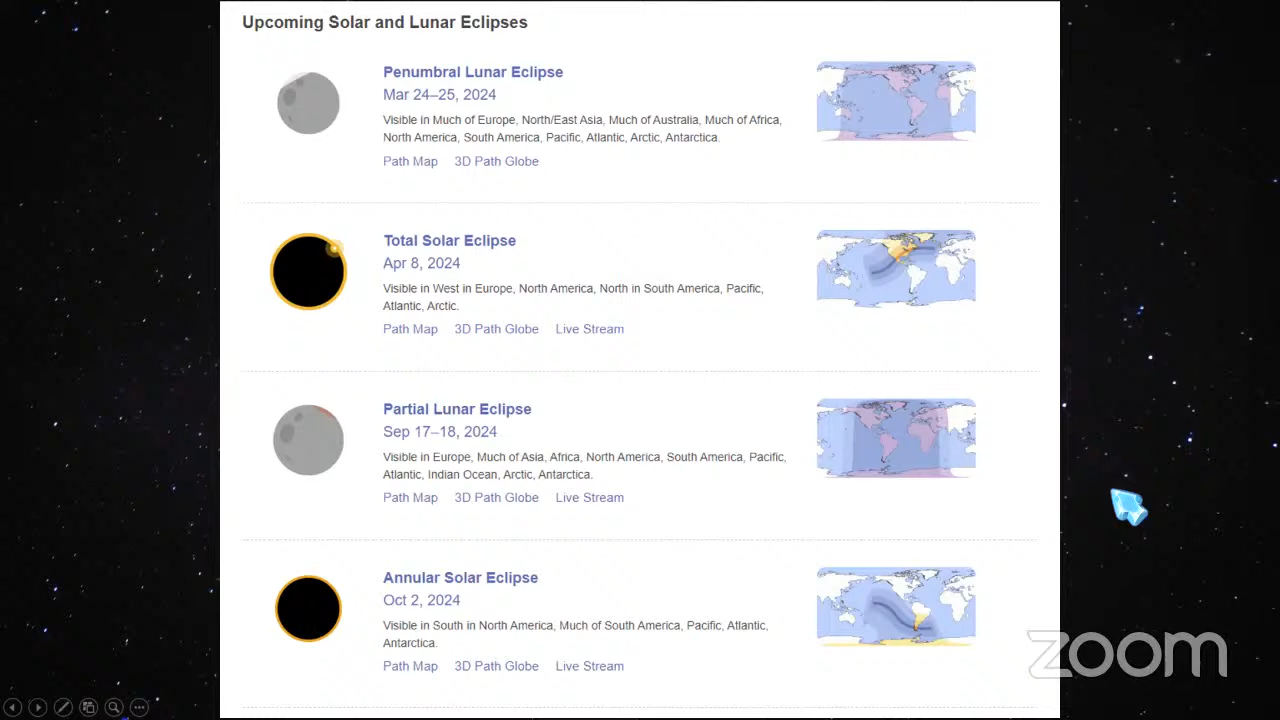 Upcoming Solar and Lunar Eclipses
Penumbral Lunar Eclipse
Mar 24–25, 2024
Visible in Much of Europe, North/East Asia, Much of Australia, Much of Africa,
North America, South America, Pacific, Atlantic, Arctic, Antarctica.
Path Map 3D Path Globe
Total Solar Eclipse
Apr 8, 2024
Visible in West in Europe, North America, North in South America, Pacific,
Atlantic, Arctic.
Path Map 3D Path Globe Live Stream
Partial Lunar Eclipse
Sep 17–18, 2024
Visible in Europe, Much of Asia, Africa, North America, South America, Pacific,
Atlantic, Indian Ocean, Arctic, Antarctica.
Path Map 3D Path Globe Live Stream
Annular Solar Eclipse
Oct 2, 2024
Visible in South in North America, Much of South America, Pacific, Atlantic,
Antarctica.
Path Map 3D Path Globe Live Stream
zoom